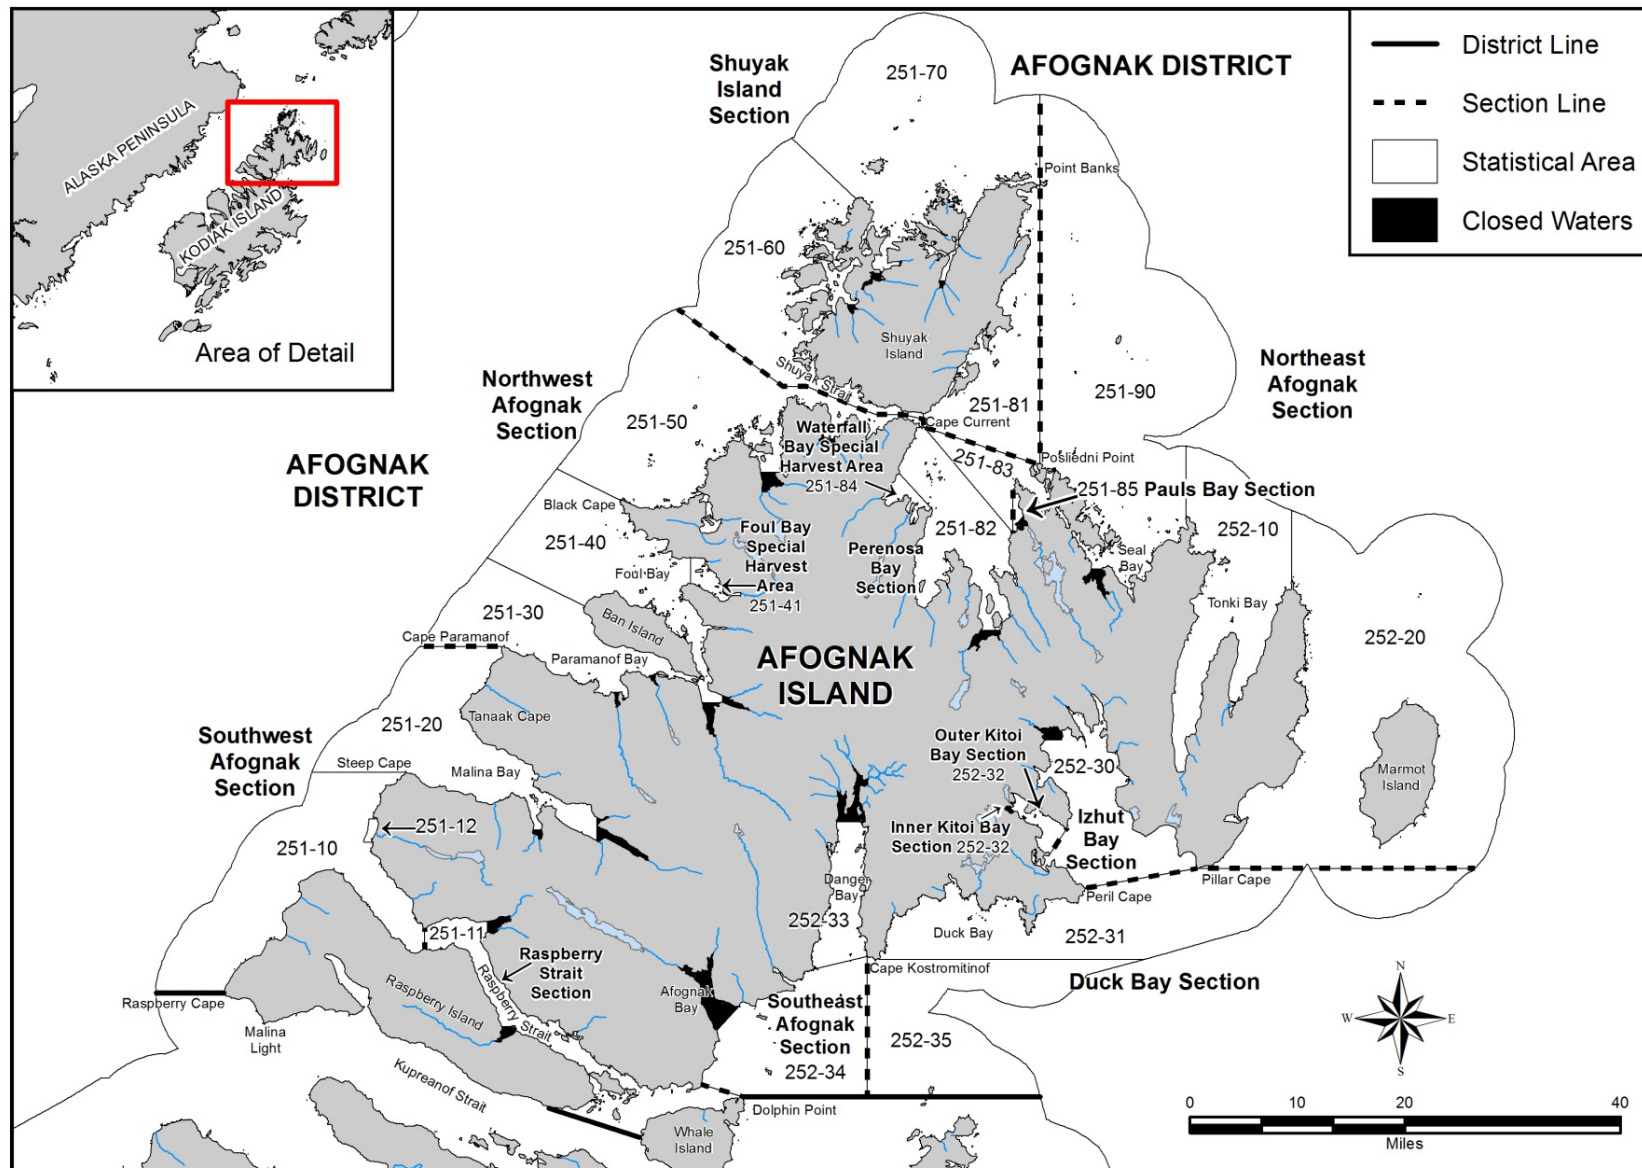 ALASKA PENINSULA
KODIAK ISLAND
Area of Detail
District Line
Section Line
Statistical Area
Closed Waters
AFOGNAK DISTRICT
Shuyak
Island
Section
251-70
Point Banks
251-60
Shuyak
Island
Shuyak Strait
251-81
Cape Current
251-90
Northeast
Afognak
Section
Northwest
Afognak
Section
251-50
Waterfall
Bay Special
Harvest Area
251-84
251-83
Posliedni Point
251-85 Pauls Bay Section
AFOGNAK
DISTRICT
Black Cape
251-40
Foul Bay
Foul Bay
Special
Harvest
Area
251-41
Perenosa
Bay
Section
251-82
Seal
Bay
252-10
Tonki Bay
252-20
251-30
Ban Island
Cape Paramanof
Paramanof Bay
AFOGNAK
ISLAND
Tanaak Cape
251-20
Southwest
Afognak
Section
Steep Cape
Malina Bay
Outer Kitoi
Bay Section
252-32
252-30
Marmot
Island
251-12
251-10
Inner Kitoi Bay
Section 252-32
Izhut
Bay
Section
Danger
Bay
Pillar Cape
Peril Cape
252-33
Duck Bay
252-31
251-11
Raspberry
Strait
Section
Raspberry Strait
Raspberry Island
Cape Kostromitinof
Duck Bay Section
Raspberry Cape
Malina
Light
Afognak
Bay
Southeast
Afognak
Section
252-34
252-35
Kupreanof Strait
Dolphin Point
Whale
Island
N
W
E
S
0 10 20 40
Miles